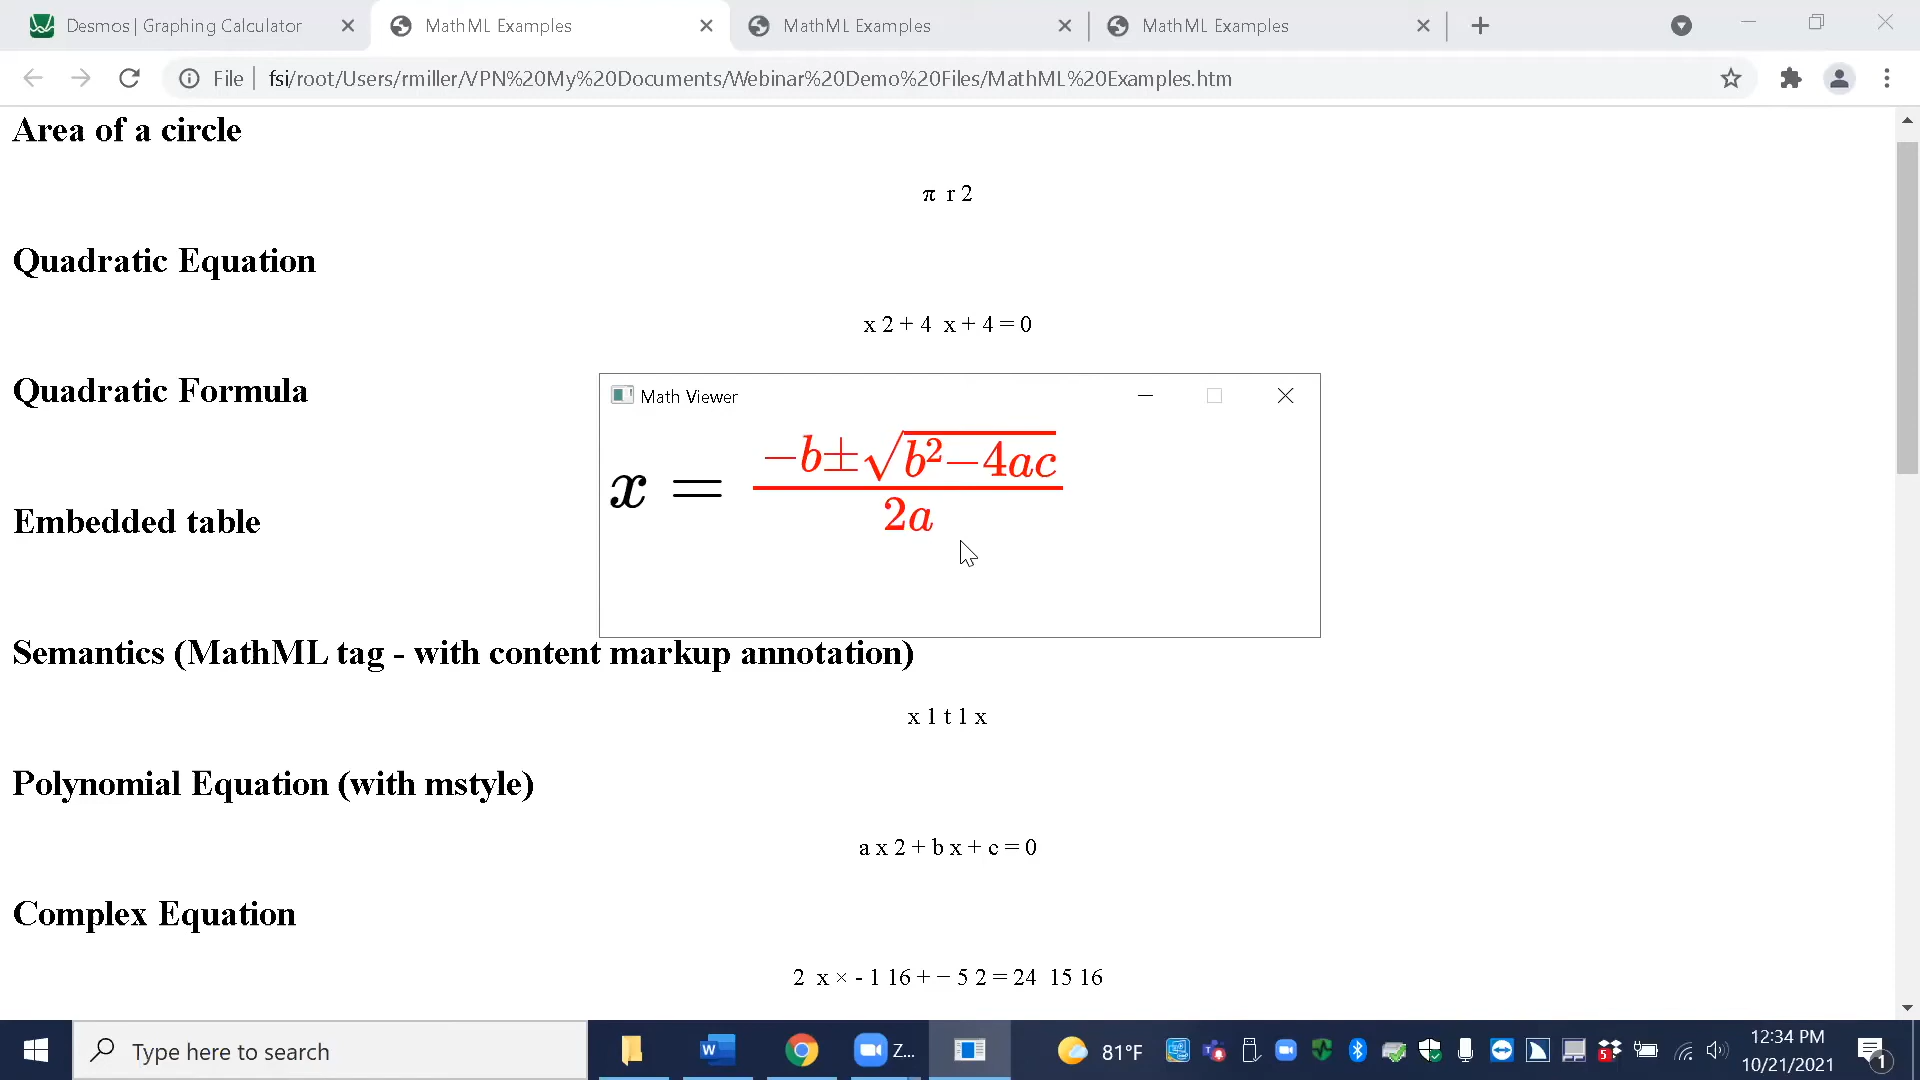 Desmos | Graphing Calculator
MathML Examples
MathML Examples
MathML Examples
File | fsi/root/Users/rmiller/VPN%20My%20Documents/Webinar%20Demo%20Files/MathML%20Examples.htm
Area of a circle
π r 2
Quadratic Equation
x 2 + 4 x + 4 = 0
Quadratic Formula
Math Viewer
x = −b±√b²−4ac
2a
Embedded table
Semantics (MathML tag - with content markup annotation)
x 1 t 1 x
Polynomial Equation (with mstyle)
a x 2 + b x + c = 0
Complex Equation
2 x × - 1 16 + − 5 2 = 24 15 16
Type here to search
Z...
81°F
5
12:34 PM
10/21/2021
1